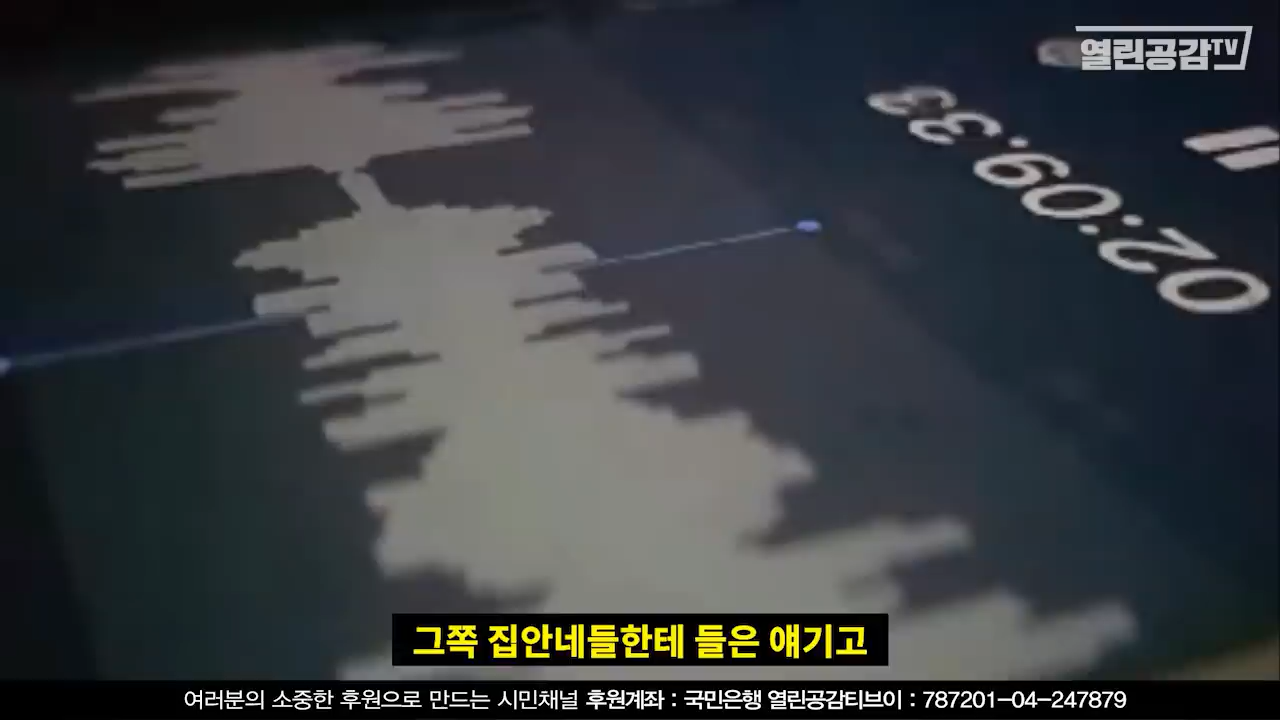 열린공감TV
02:09.33
그쪽 집안네들한테 들은 얘기고
여러분의 소중한 후원으로 만드는 시민채널 후원계좌 : 국민은행 열린공감티브이 : 787201-04-247879